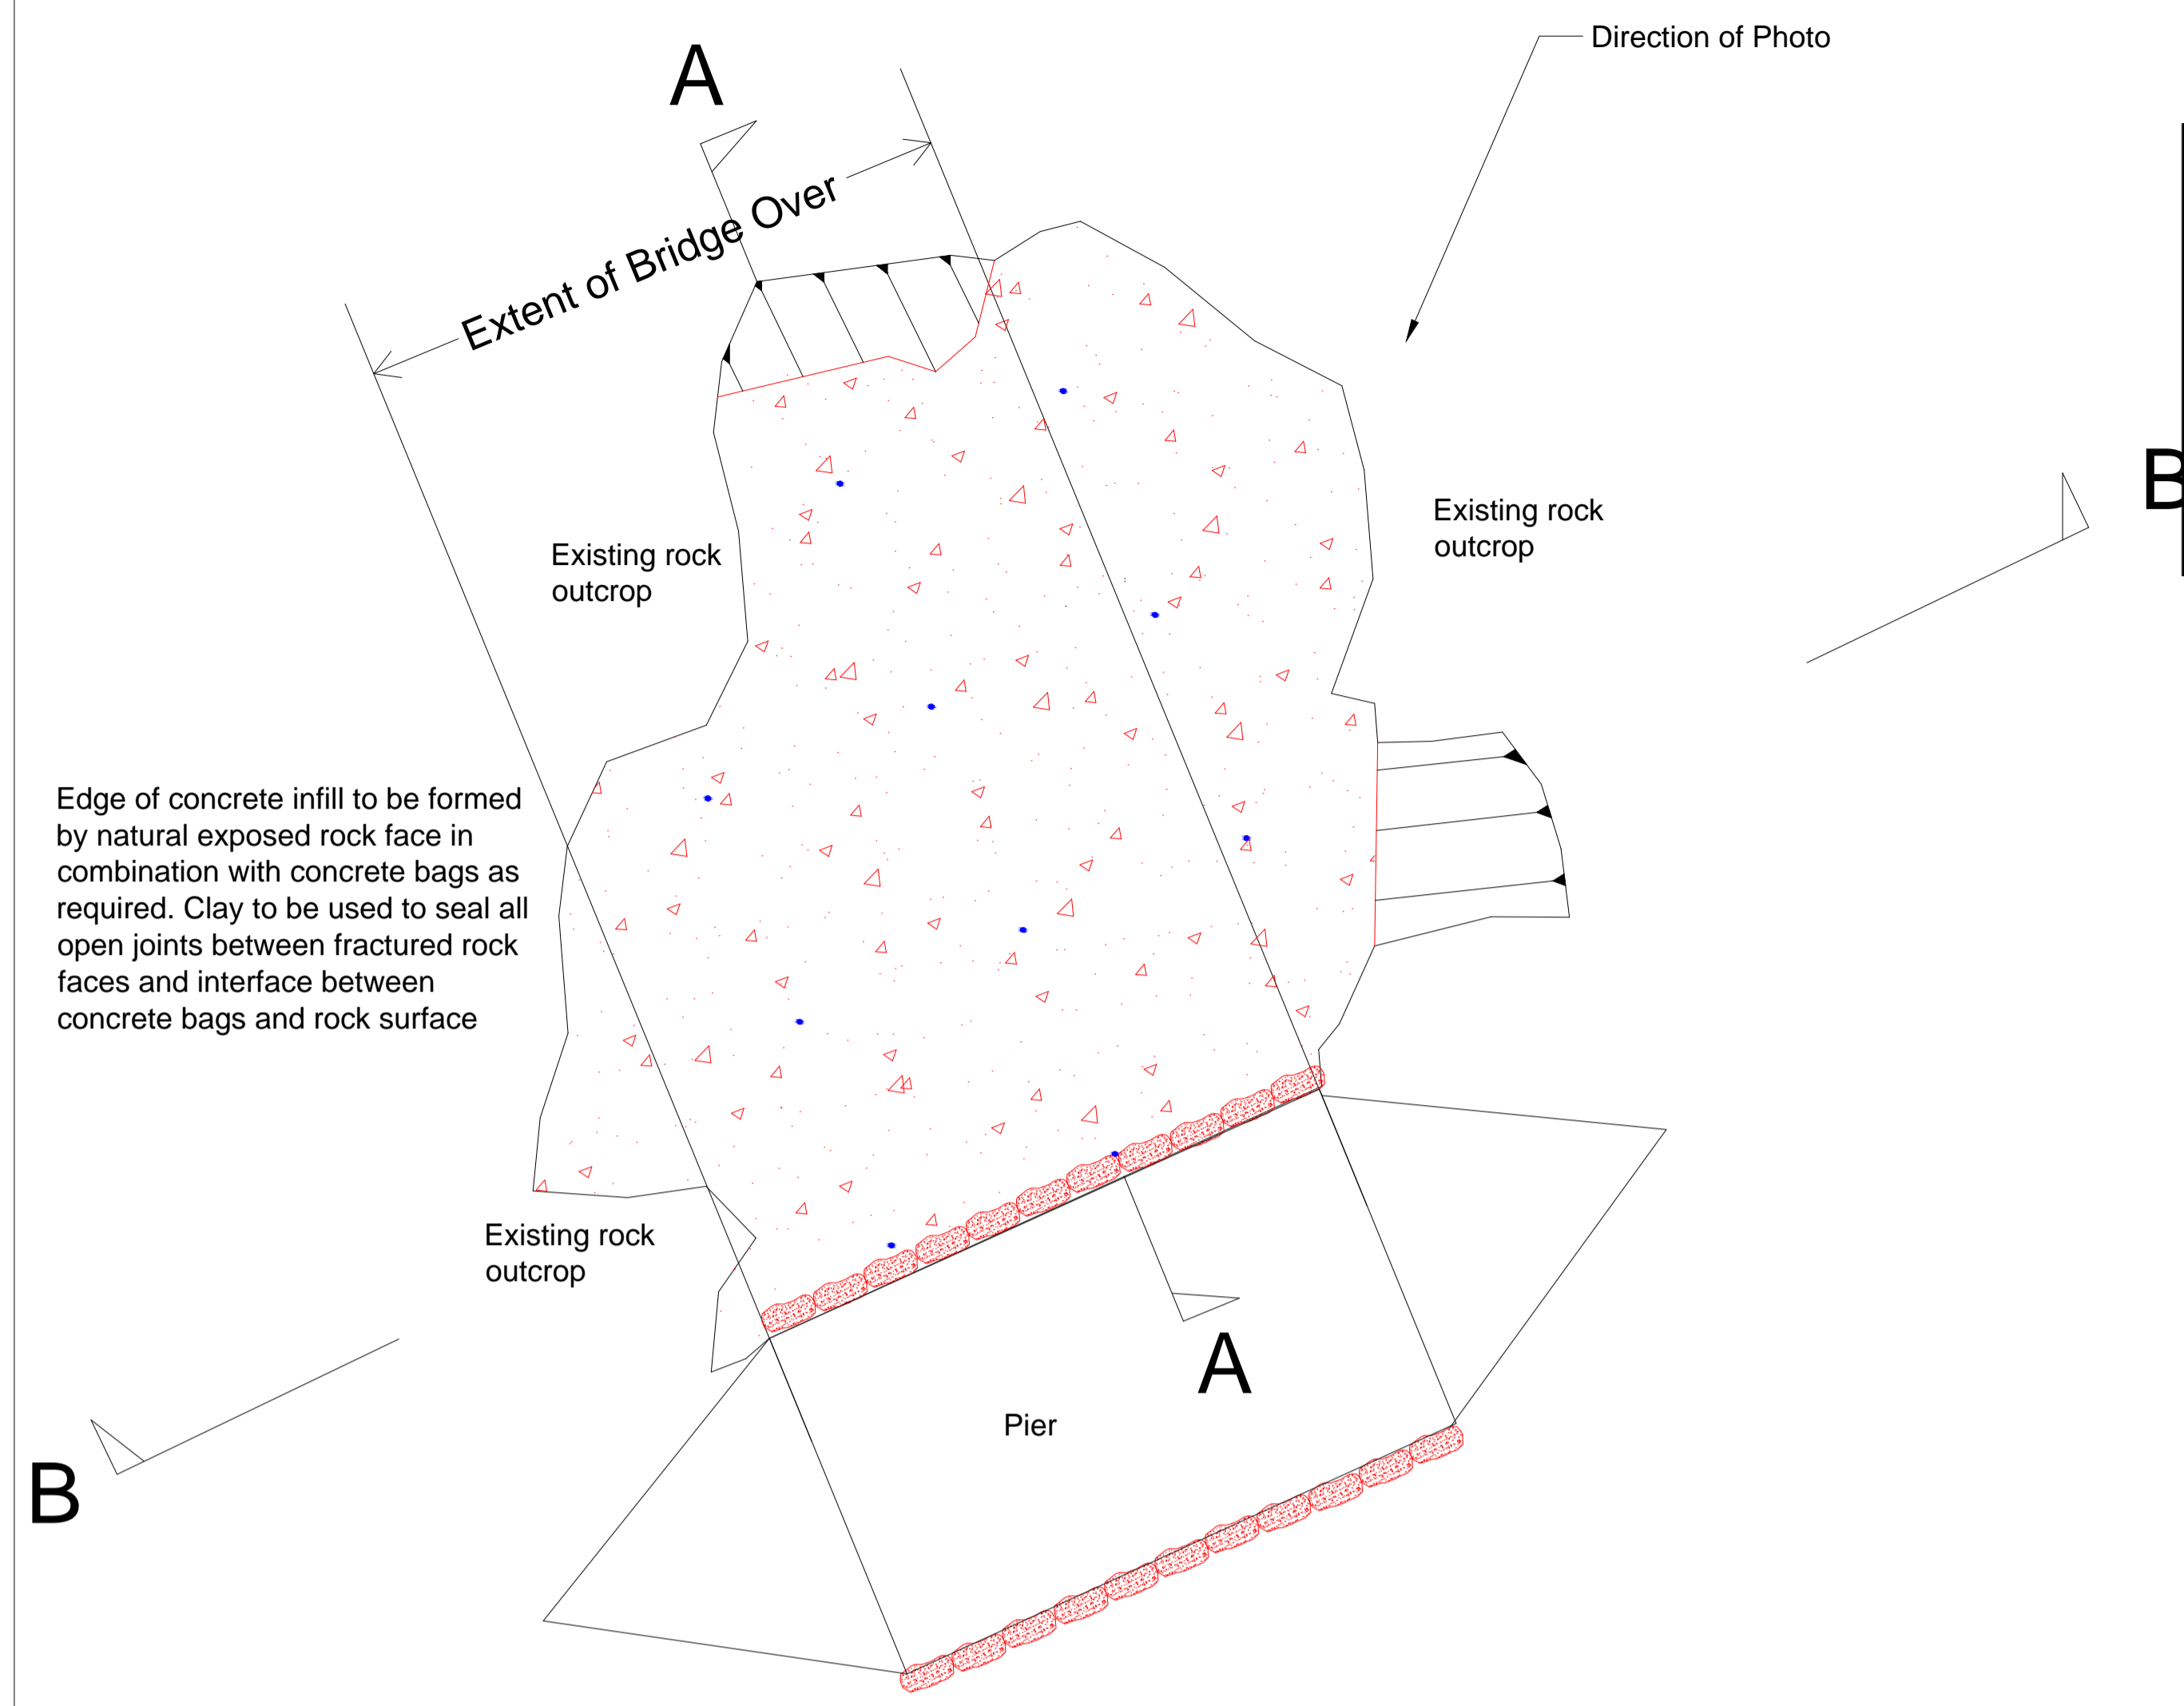 Direction of Photo
A
Extent of Bridge Over
B
Existing rock
outcrop
Existing rock
outcrop
Edge of concrete infill to be formed
by natural exposed rock face in
combination with concrete bags as
required. Clay to be used to seal all
open joints between fractured rock
faces and interface between
concrete bags and rock surface
Existing rock
outcrop
A
Pier
B